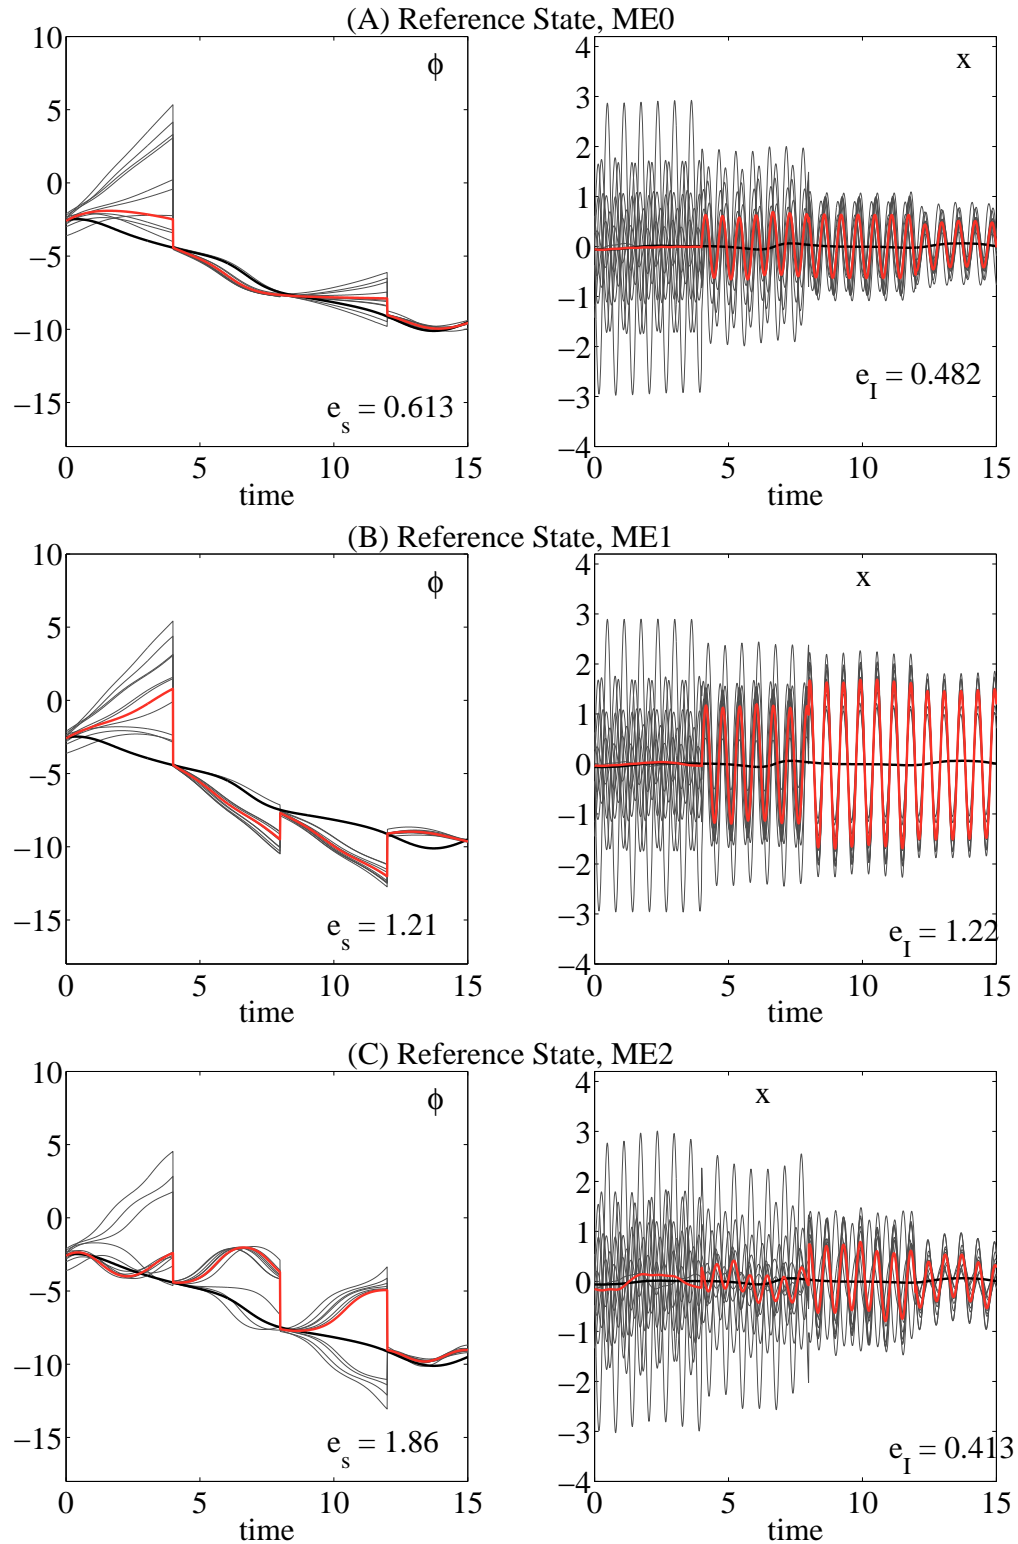 (A) Reference State, ME0
10
5
0
−5
−10
−15
ϕ
e_s = 0.613
0 5 10 15
time
4
3
2
1
0
−1
−2
−3
−4
x
e_I = 0.482
0 5 10 15
time
(B) Reference State, ME1
10
5
0
−5
−10
−15
ϕ
e_s = 1.21
0 5 10 15
time
4
3
2
1
0
−1
−2
−3
−4
x
e_I = 1.22
0 5 10 15
time
(C) Reference State, ME2
10
5
0
−5
−10
−15
ϕ
e_s = 1.86
0 5 10 15
time
4
3
2
1
0
−1
−2
−3
−4
x
e_I = 0.413
0 5 10 15
time